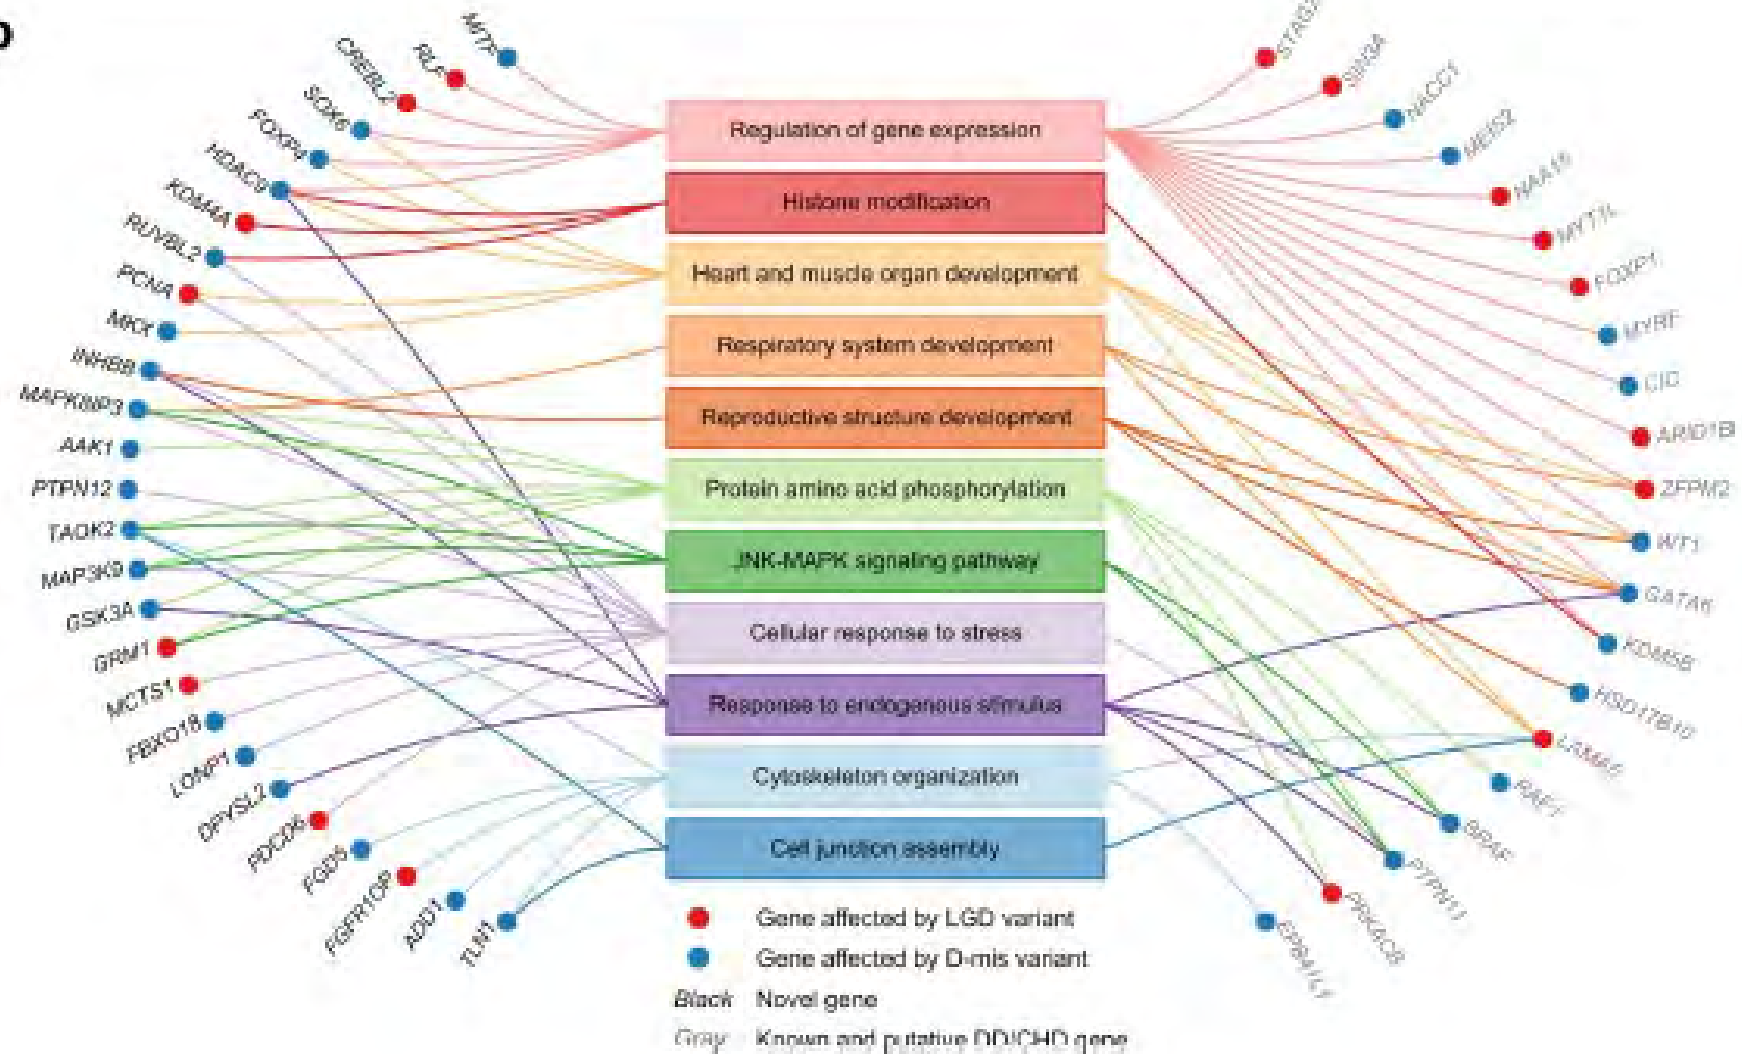 MITF
RLF
CREBL2
SOX6
FOXP4
HDAC9
KDM4A
RUVBL2
PCNA
MKX
INHBB
MAPK8IP3
AAK1
PTPN12
TAOK2
MAP3K9
GSK3A
GRM1
MCTS1
FBXO18
LONP1
DPYSL2
PDCD6
FGD5
FGFR1OP
ADD1
TLN1
Regulation of gene expression
Histone modification
Heart and muscle organ development
Respiratory system development
Reproductive structure development
Protein amino acid phosphorylation
JNK-MAPK signaling pathway
Cellular response to stress
Response to endogenous stimulus
Cytoskeleton organization
Cell junction assembly
SIN3A
NACC1
MEIS2
NAA15
MYT1L
FOXP1
MYRF
CIC
ARID1B
ZFPM2
WT1
GATA6
KDM5B
HSD17B10
RAF1
BRAF
PTPN11
PRKACB
EPB41L1
Gene affected by LGD variant
Gene affected by D-mis variant
Black Novel gene
Gray Known and putative DD/CHD gene